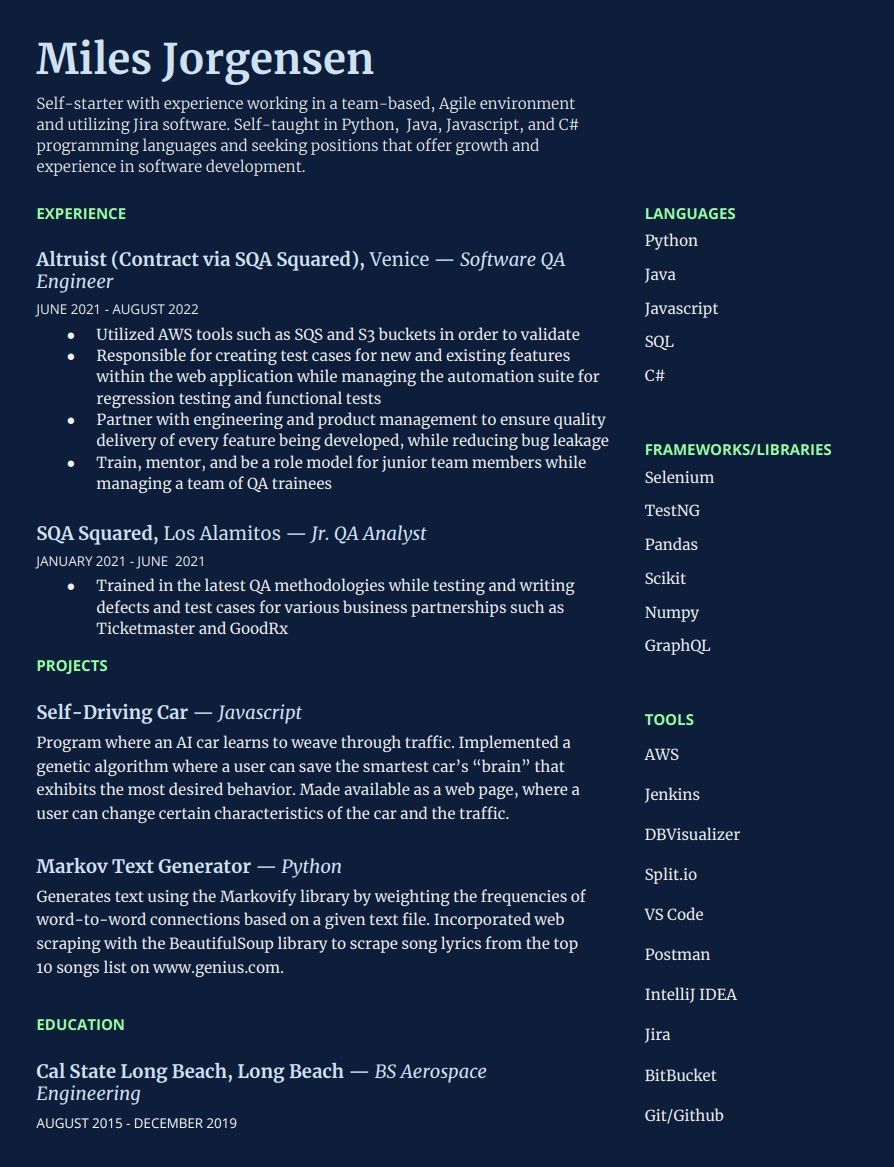 Miles Jorgensen
Self-starter with experience working in a team-based, Agile environment
and utilizing Jira software. Self-taught in Python,  Java, Javascript, and C#
programming languages and seeking positions that offer growth and
experience in software development.
EXPERIENCE
Altruist (Contract via SQA Squared), Venice — Software QA
Engineer
JUNE 2021 - AUGUST 2022
● Utilized AWS tools such as SQS and S3 buckets in order to validate
● Responsible for creating test cases for new and existing features
within the web application while managing the automation suite for
regression testing and functional tests
● Partner with engineering and product management to ensure quality
delivery of every feature being developed, while reducing bug leakage
● Train, mentor, and be a role model for junior team members while
managing a team of QA trainees
SQA Squared, Los Alamitos — Jr. QA Analyst
JANUARY 2021 - JUNE  2021
● Trained in the latest QA methodologies while testing and writing
defects and test cases for various business partnerships such as
Ticketmaster and GoodRx
PROJECTS
Self-Driving Car — Javascript
Program where an AI car learns to weave through traffic. Implemented a
genetic algorithm where a user can save the smartest car’s “brain” that
exhibits the most desired behavior. Made available as a web page, where a
user can change certain characteristics of the car and the traffic.
Markov Text Generator — Python
Generates text using the Markovify library by weighting the frequencies of
word-to-word connections based on a given text file. Incorporated web
scraping with the BeautifulSoup library to scrape song lyrics from the top
10 songs list on www.genius.com.
EDUCATION
Cal State Long Beach, Long Beach — BS Aerospace
Engineering
AUGUST 2015 - DECEMBER 2019
LANGUAGES
Python
Java
Javascript
SQL
C#
FRAMEWORKS/LIBRARIES
Selenium
TestNG
Pandas
Scikit
Numpy
GraphQL
TOOLS
AWS
Jenkins
DBVisualizer
Split.io
VS Code
Postman
IntelliJ IDEA
Jira
BitBucket
Git/Github